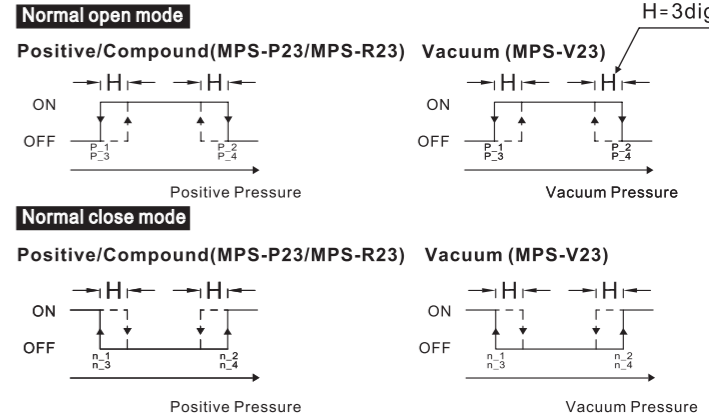 Normal open mode
H=3dig
Positive/Compound(MPS-P23/MPS-R23) Vacuum (MPS-V23)
H H H H
ON ON
OFF OFF
P_1 P_2 P_1 P_2
P_3 P_4 P_3 P_4
Positive Pressure Vacuum Pressure
Normal close mode
Positive/Compound(MPS-P23/MPS-R23) Vacuum (MPS-V23)
H H H H
ON ON
OFF OFF
n_1 n_2 n_1 n_2
n_3 n_4 n_3 n_4
Positive Pressure Vacuum Pressure